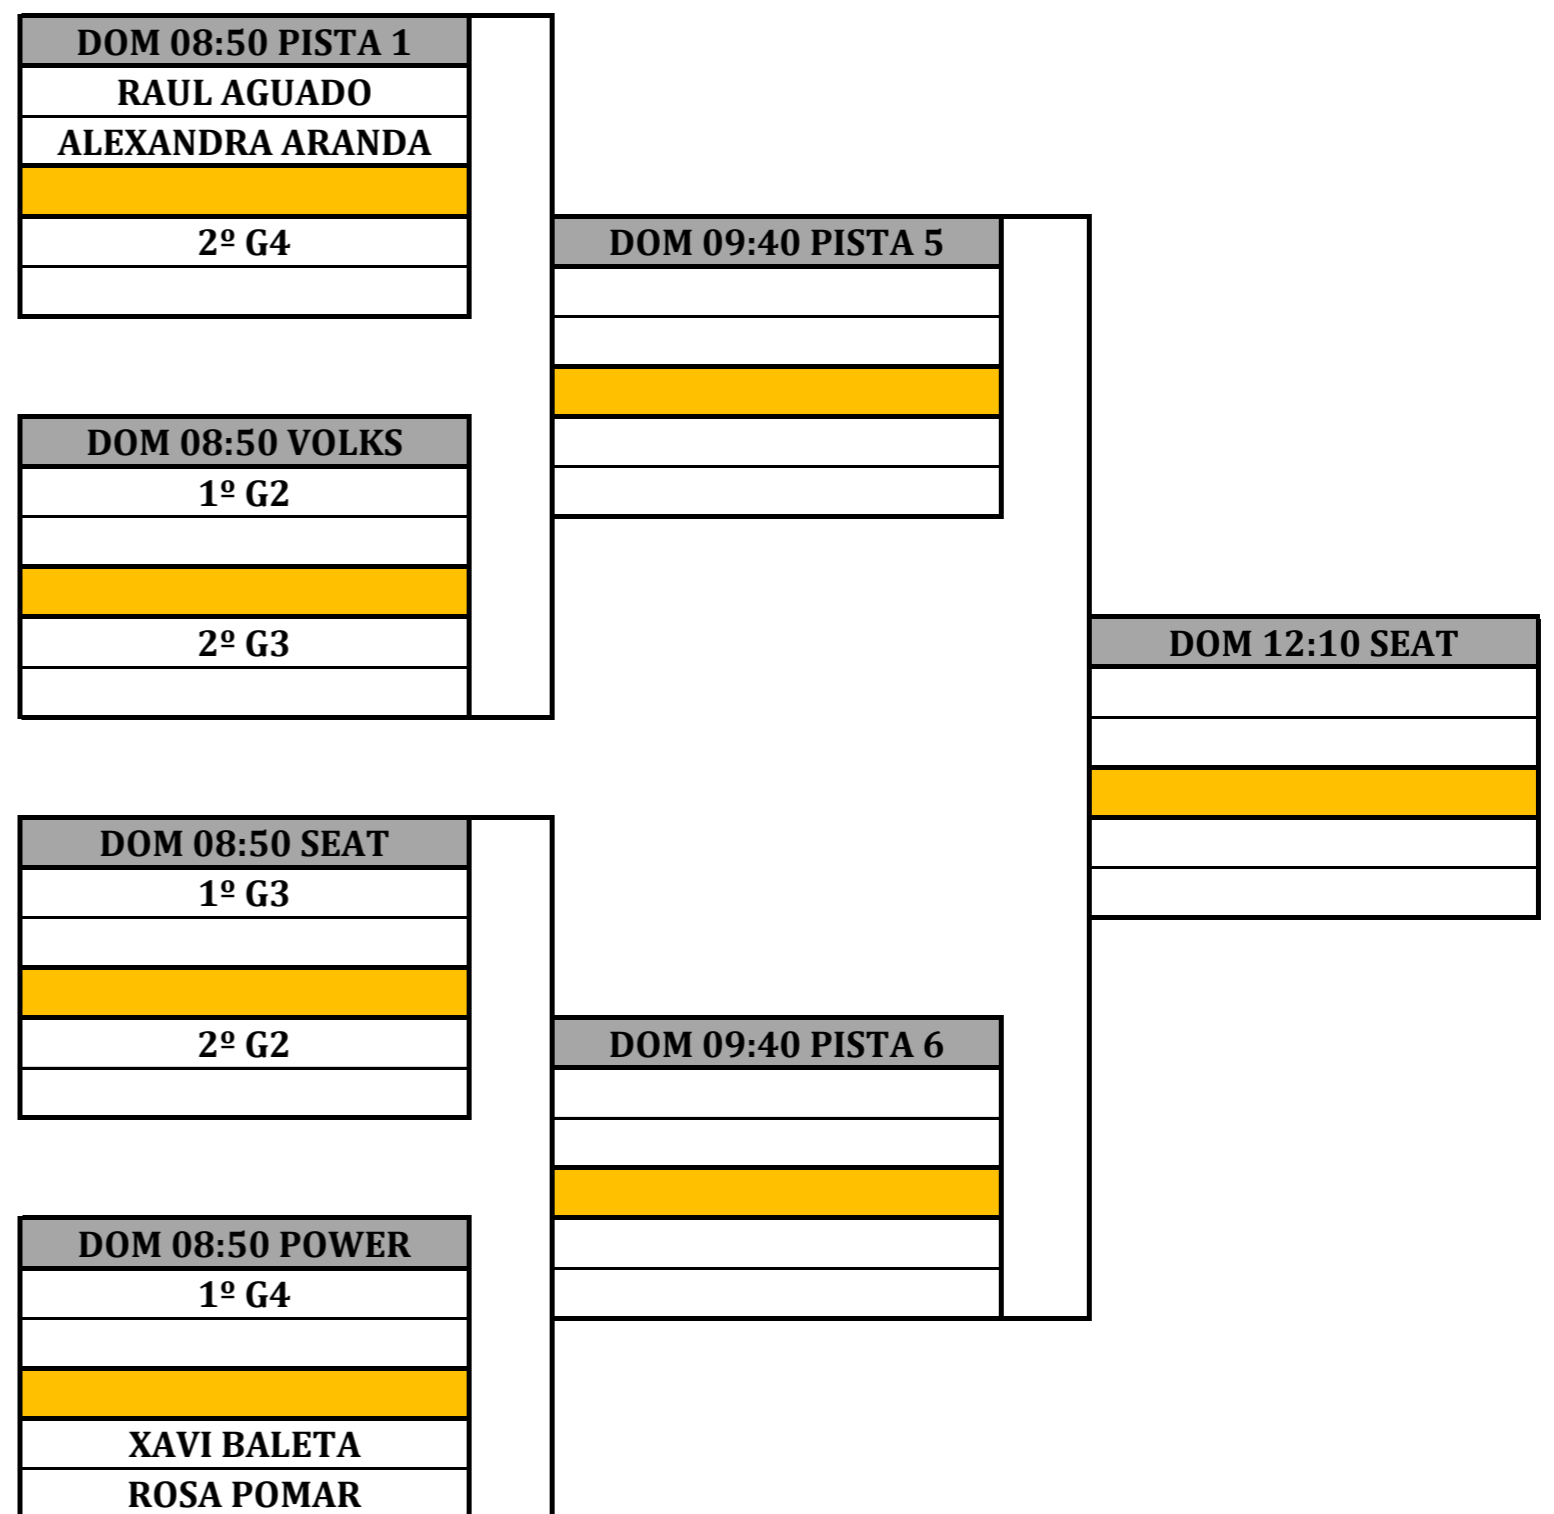 DOM 08:50 PISTA 1
RAUL AGUADO
ALEXANDRA ARANDA
2º G4
DOM 08:50 VOLKS
1º G2
2º G3
DOM 08:50 SEAT
1º G3
2º G2
DOM 08:50 POWER
1º G4
XAVI BALETA
ROSA POMAR
DOM 09:40 PISTA 5
DOM 09:40 PISTA 6
DOM 12:10 SEAT